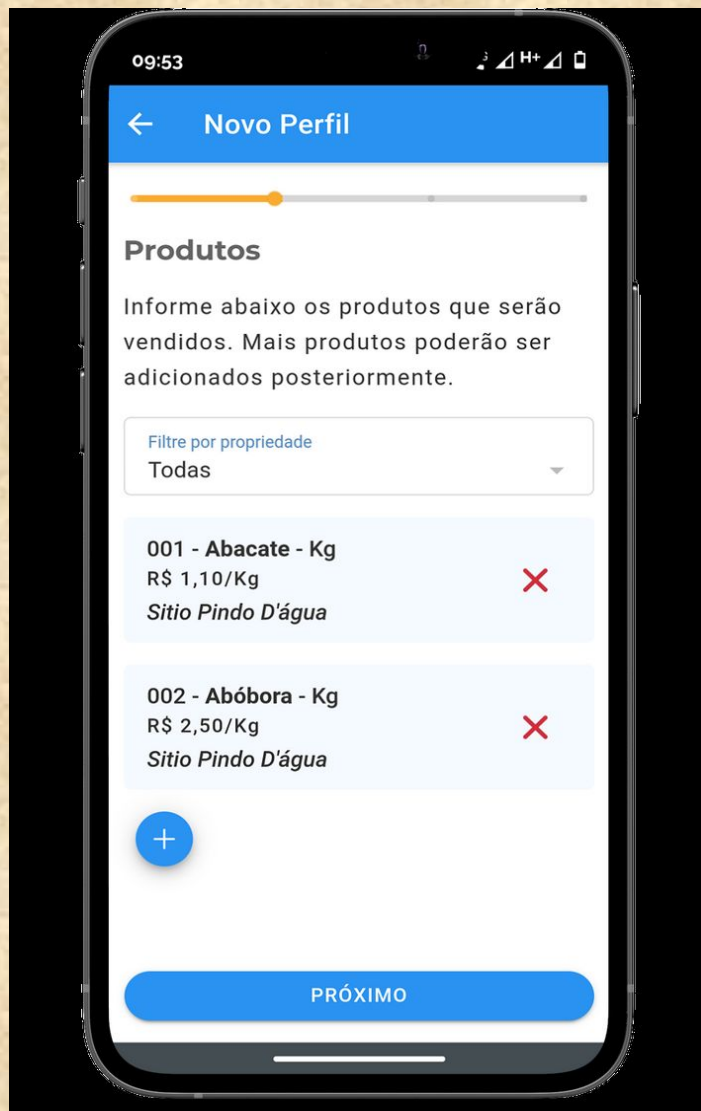 09:53
H+
Novo Perfil
Produtos
Informe abaixo os produtos que serão
vendidos. Mais produtos poderão ser
adicionados posteriormente.
Filtre por propriedade
Todas
001 - Abacate - Kg
R$ 1,10/Kg
Sitio Pindo D'água
002 - Abóbora - Kg
R$ 2,50/Kg
Sitio Pindo D'água
PRÓXIMO